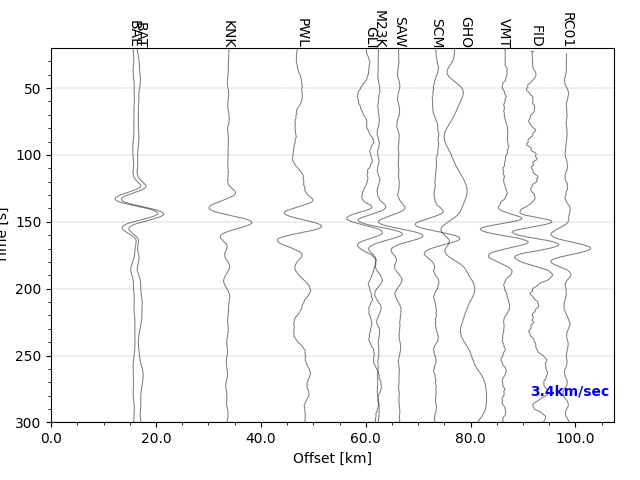 BAE BAT KNK PWL GLI M23K SAW SCM GHO VMT FID RC01
Time [s]
50
100
150
200
250
300
3.4km/sec
0.0 20.0 40.0 60.0 80.0 100.0
Offset [km]